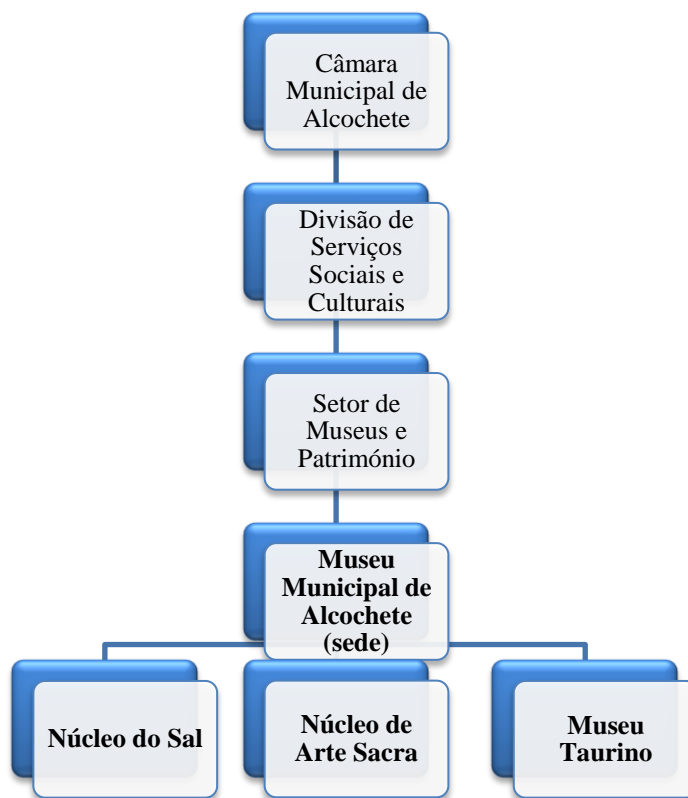 Câmara
Municipal de
Alcochete
Divisão de
Serviços
Sociais e
Culturais
Setor de
Museus e
Património
Museu
Municipal de
Alcochete
(sede)
Núcleo do Sal
Núcleo de
Arte Sacra
Museu
Taurino